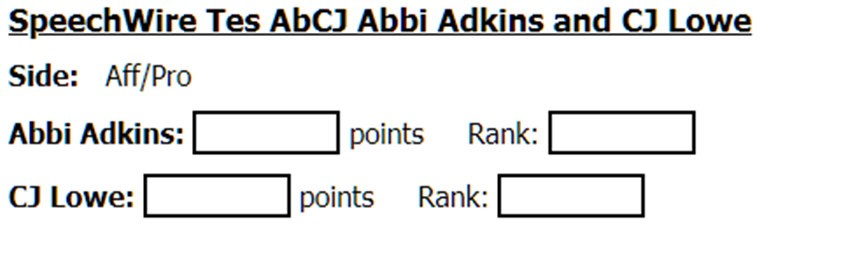 SpeechWire Tes AbCJ Abbi Adkins and CJ Lowe
Side: Aff/Pro
Abbi Adkins: points Rank:
CJ Lowe: points Rank: